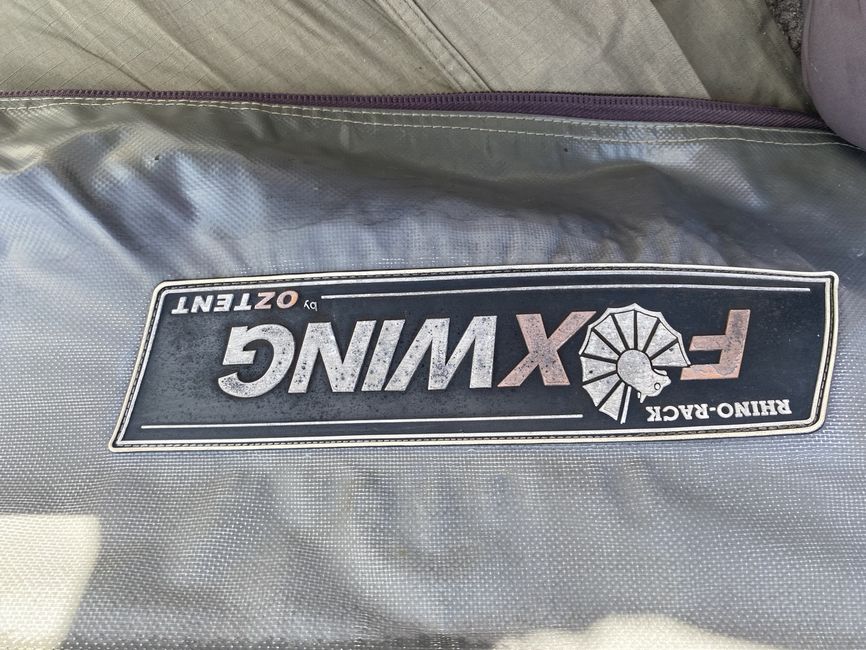 RHINO-RACK
FOXWING
by OZTENT